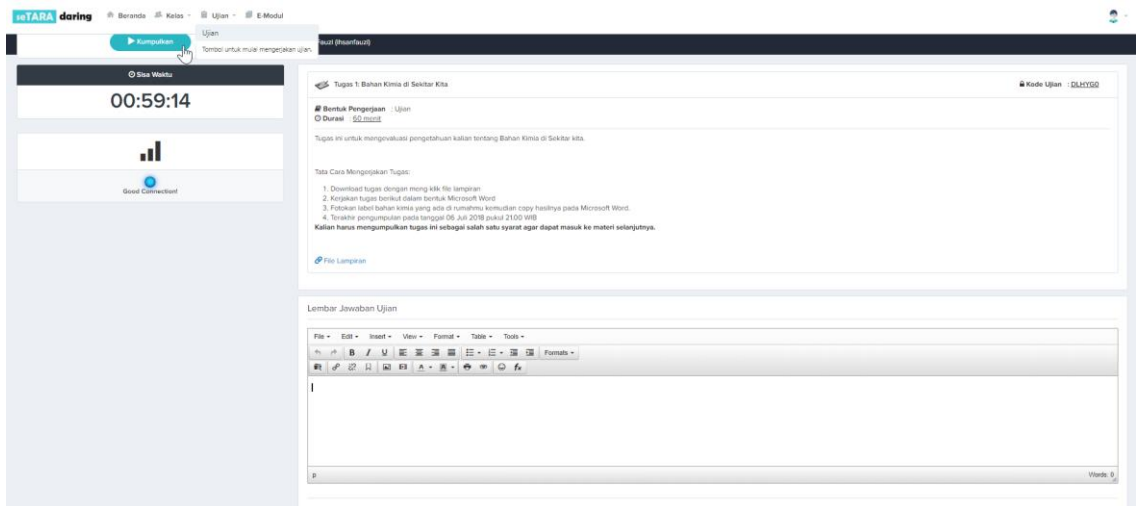 seTARA daring Beranda Kelas Ujian E-Modul
Ujian
Tombol untuk mulai mengerjakan ujian.
Kumpulkan
Fauzi (ihsanfauzi)
Sisa Waktu
00:59:14
Good Connection!
Tugas 1: Bahan Kimia di Sekitar Kita
Kode Ujian : DLHYG0
Bentuk Pengerjaan : Ujian
Durasi : 60 menit
Tugas ini untuk mengevaluasi pengetahuan kalian tentang Bahan Kimia di Sekitar kita.
Tata Cara Mengerjakan Tugas:
1. Download tugas dengan meng klik file lampiran
2. Kerjakan tugas berikut dalam bentuk Microsoft Word
3. Fotokan label bahan kimia yang ada di rumahmu kemudian copy hasilnya pada Microsoft Word.
4. Terakhir pengumpulan pada tanggal 06 Juli 2018 pukul 21.00 WIB
Kalian harus mengumpulkan tugas ini sebagai salah satu syarat agar dapat masuk ke materi selanjutnya.
File Lampiran
Lembar Jawaban Ujian
File Edit Insert View Format Table Tools
B I U Formats
A A fx
p Words: 0